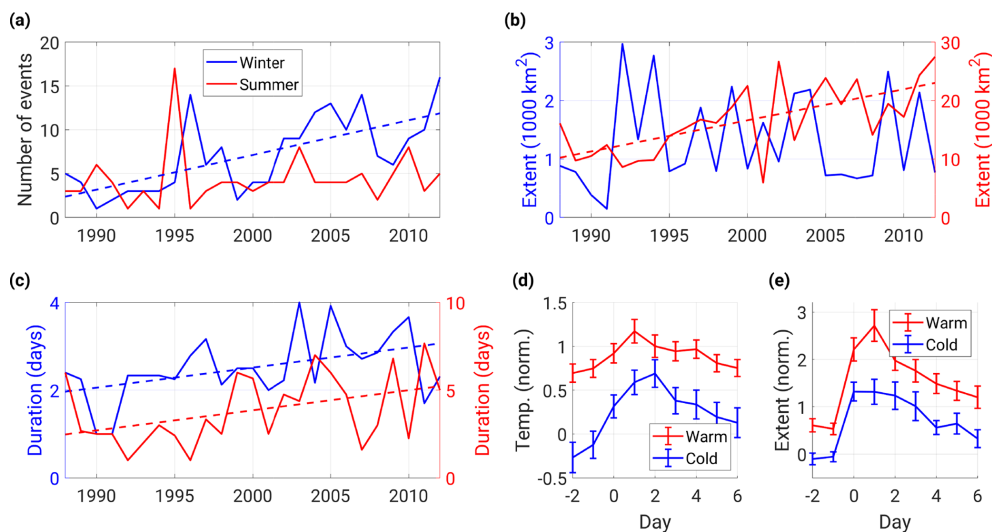 (a)
20
15
10
5
0
Number of events
Winter
Summer
1990 1995 2000 2005 2010
(b)
3
2
1
0
Extent (1000 km²)
30
20
10
0
Extent (1000 km²)
1990 1995 2000 2005 2010
(c)
4
2
0
Duration (days)
10
5
0
Duration (days)
1990 1995 2000 2005 2010
(d)
1.5
1.0
0.5
0
0.5
Temp. (norm.)
Warm
Cold
-2 0 2 4 6
Day
(e)
3
2
1
0
Extent (norm.)
Warm
Cold
-2 0 2 4 6
Day